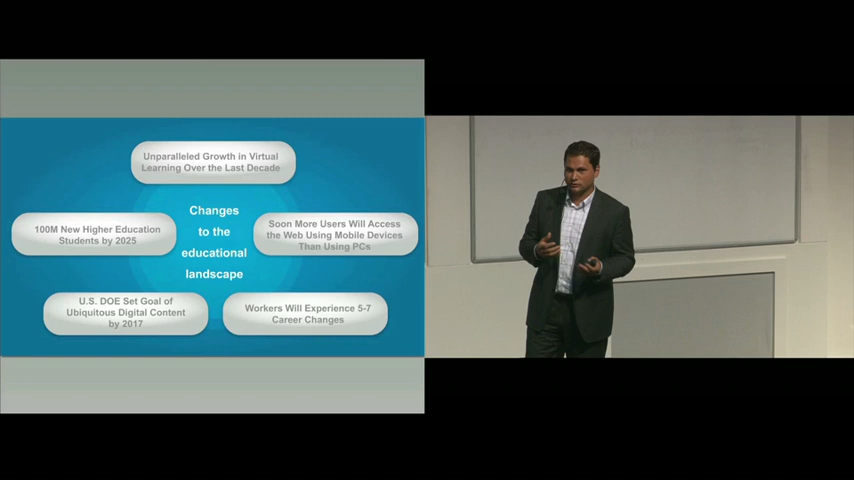 Unparalleled Growth in Virtual
Learning Over the Last Decade
100M New Higher Education
Students by 2025
Changes
to the
educational
landscape
Soon More Users Will Access
the Web Using Mobile Devices
Than Using PCs
U.S. DOE Set Goal of
Ubiquitous Digital Content
by 2017
Workers Will Experience 5-7
Career Changes